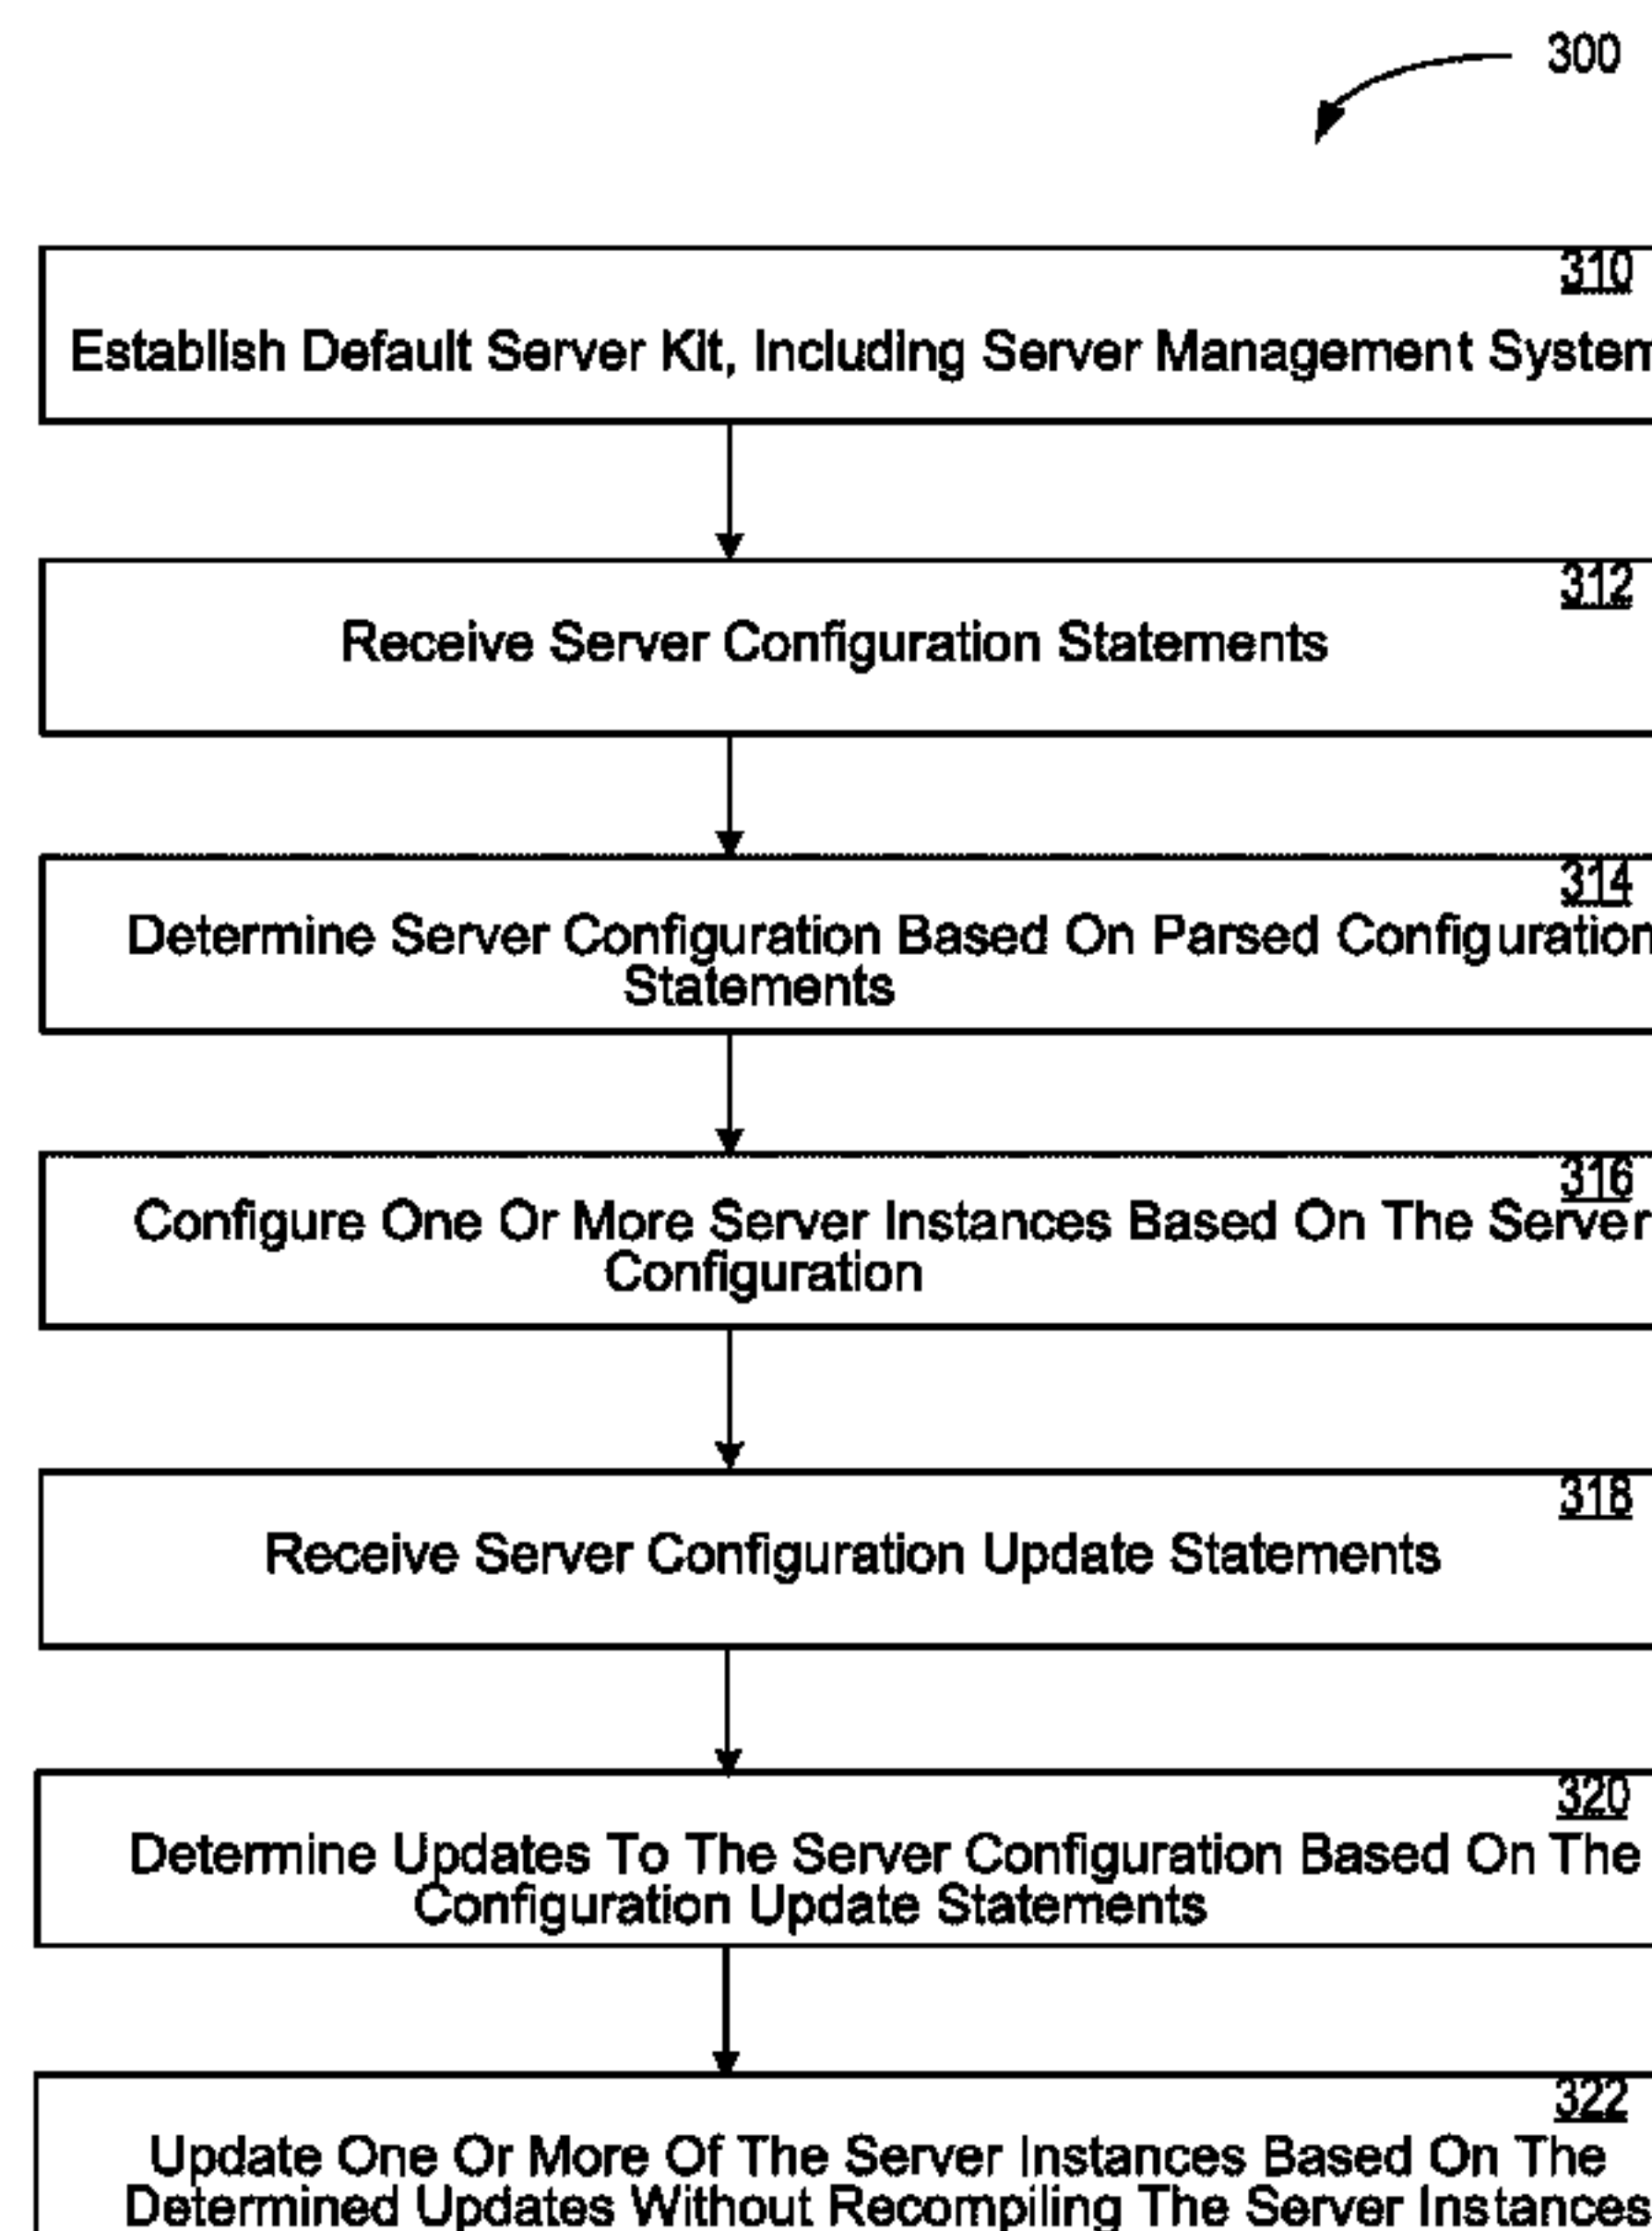 300
310
Establish Default Server Kit, Including Server Management System
312
Receive Server Configuration Statements
314
Determine Server Configuration Based On Parsed Configuration
Statements
316
Configure One Or More Server Instances Based On The Server
Configuration
318
Receive Server Configuration Update Statements
320
Determine Updates To The Server Configuration Based On The
Configuration Update Statements
322
Update One Or More Of The Server Instances Based On The
Determined Updates Without Recompiling The Server Instances